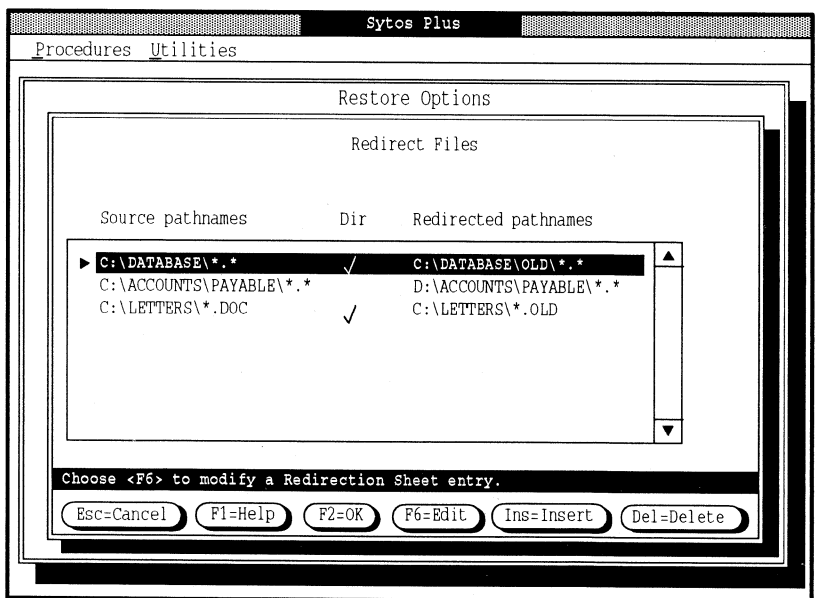 Sytos Plus
Procedures Utilities
Restore Options
Redirect Files
Source pathnames Dir Redirected pathnames
C:\DATABASE\*.* ✓ C:\DATABASE\OLD\*.*
C:\ACCOUNTS\PAYABLE\*.* D:\ACCOUNTS\PAYABLE\*.*
C:\LETTERS\*.DOC ✓ C:\LETTERS\*.OLD
Choose <F6> to modify a Redirection Sheet entry.
Esc=Cancel F1=Help F2=OK F6=Edit Ins=Insert Del=Delete